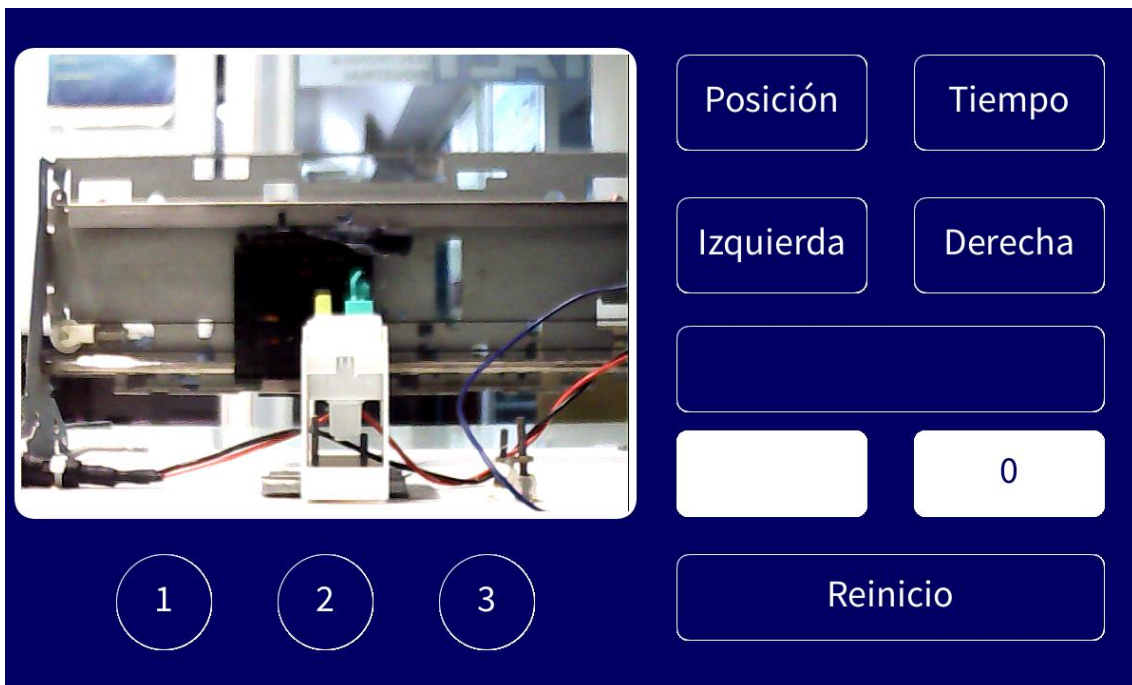 Posición
Tiempo
Izquierda
Derecha
0
1
2
3
Reinicio